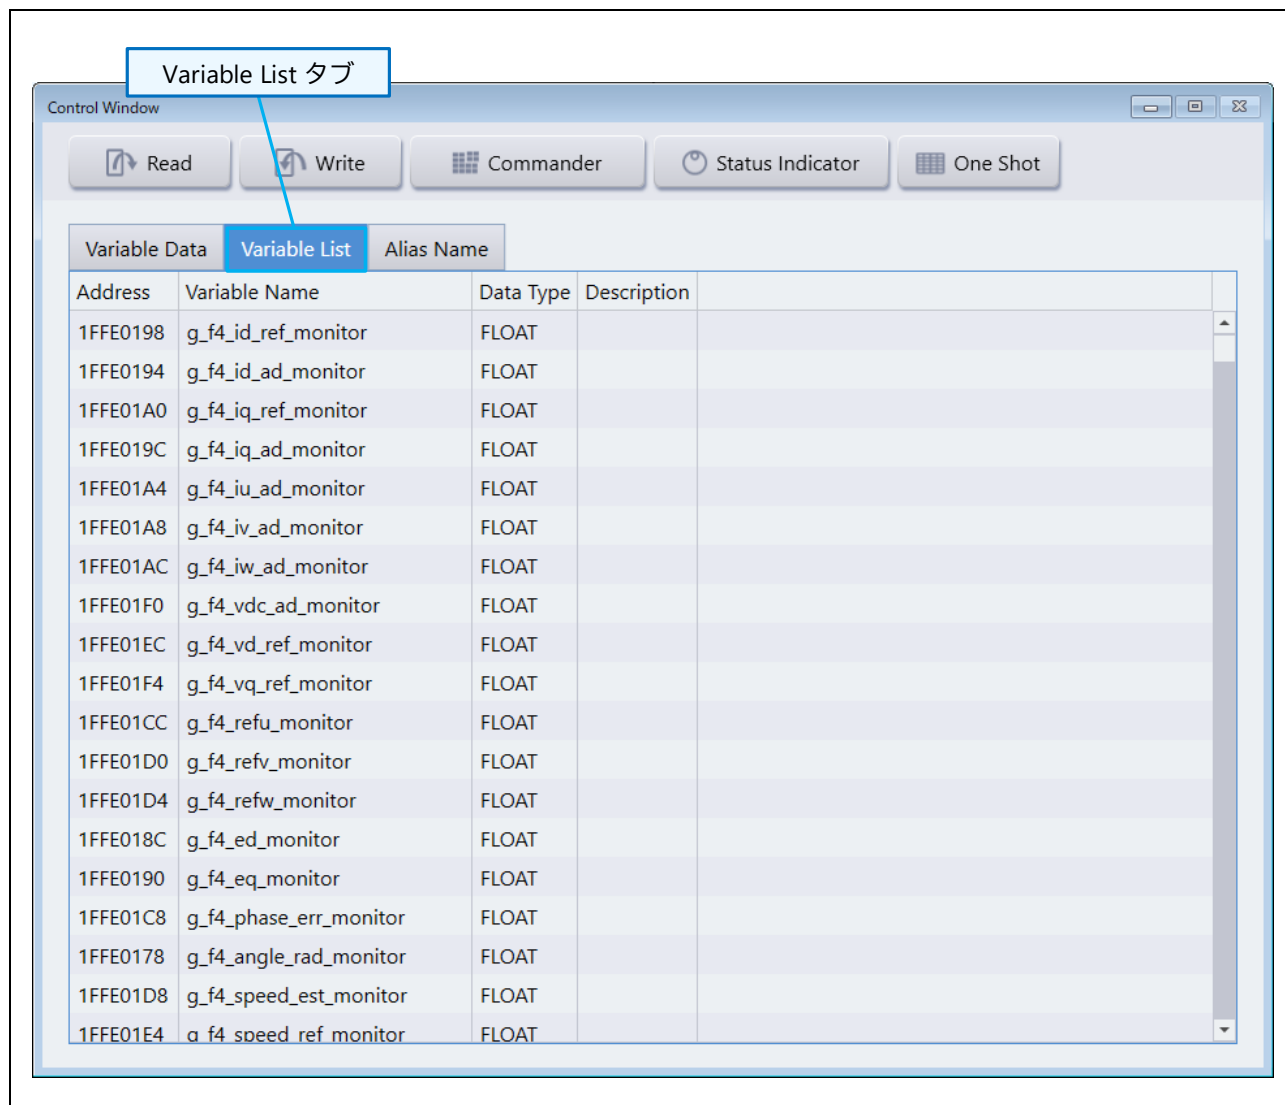 Variable List タブ
Control Window
Read Write Commander Status Indicator One Shot
Variable Data Variable List Alias Name
Address Variable Name Data Type Description
1FFE0198 g_f4_id_ref_monitor FLOAT
1FFE0194 g_f4_id_ad_monitor FLOAT
1FFE01A0 g_f4_iq_ref_monitor FLOAT
1FFE019C g_f4_iq_ad_monitor FLOAT
1FFE01A4 g_f4_iu_ad_monitor FLOAT
1FFE01A8 g_f4_iv_ad_monitor FLOAT
1FFE01AC g_f4_iw_ad_monitor FLOAT
1FFE01F0 g_f4_vdc_ad_monitor FLOAT
1FFE01EC g_f4_vd_ref_monitor FLOAT
1FFE01F4 g_f4_vq_ref_monitor FLOAT
1FFE01CC g_f4_refu_monitor FLOAT
1FFE01D0 g_f4_refv_monitor FLOAT
1FFE01D4 g_f4_refw_monitor FLOAT
1FFE018C g_f4_ed_monitor FLOAT
1FFE0190 g_f4_eq_monitor FLOAT
1FFE01C8 g_f4_phase_err_monitor FLOAT
1FFE0178 g_f4_angle_rad_monitor FLOAT
1FFE01D8 g_f4_speed_est_monitor FLOAT
1FFE01E4 g_f4_speed_ref_monitor FLOAT